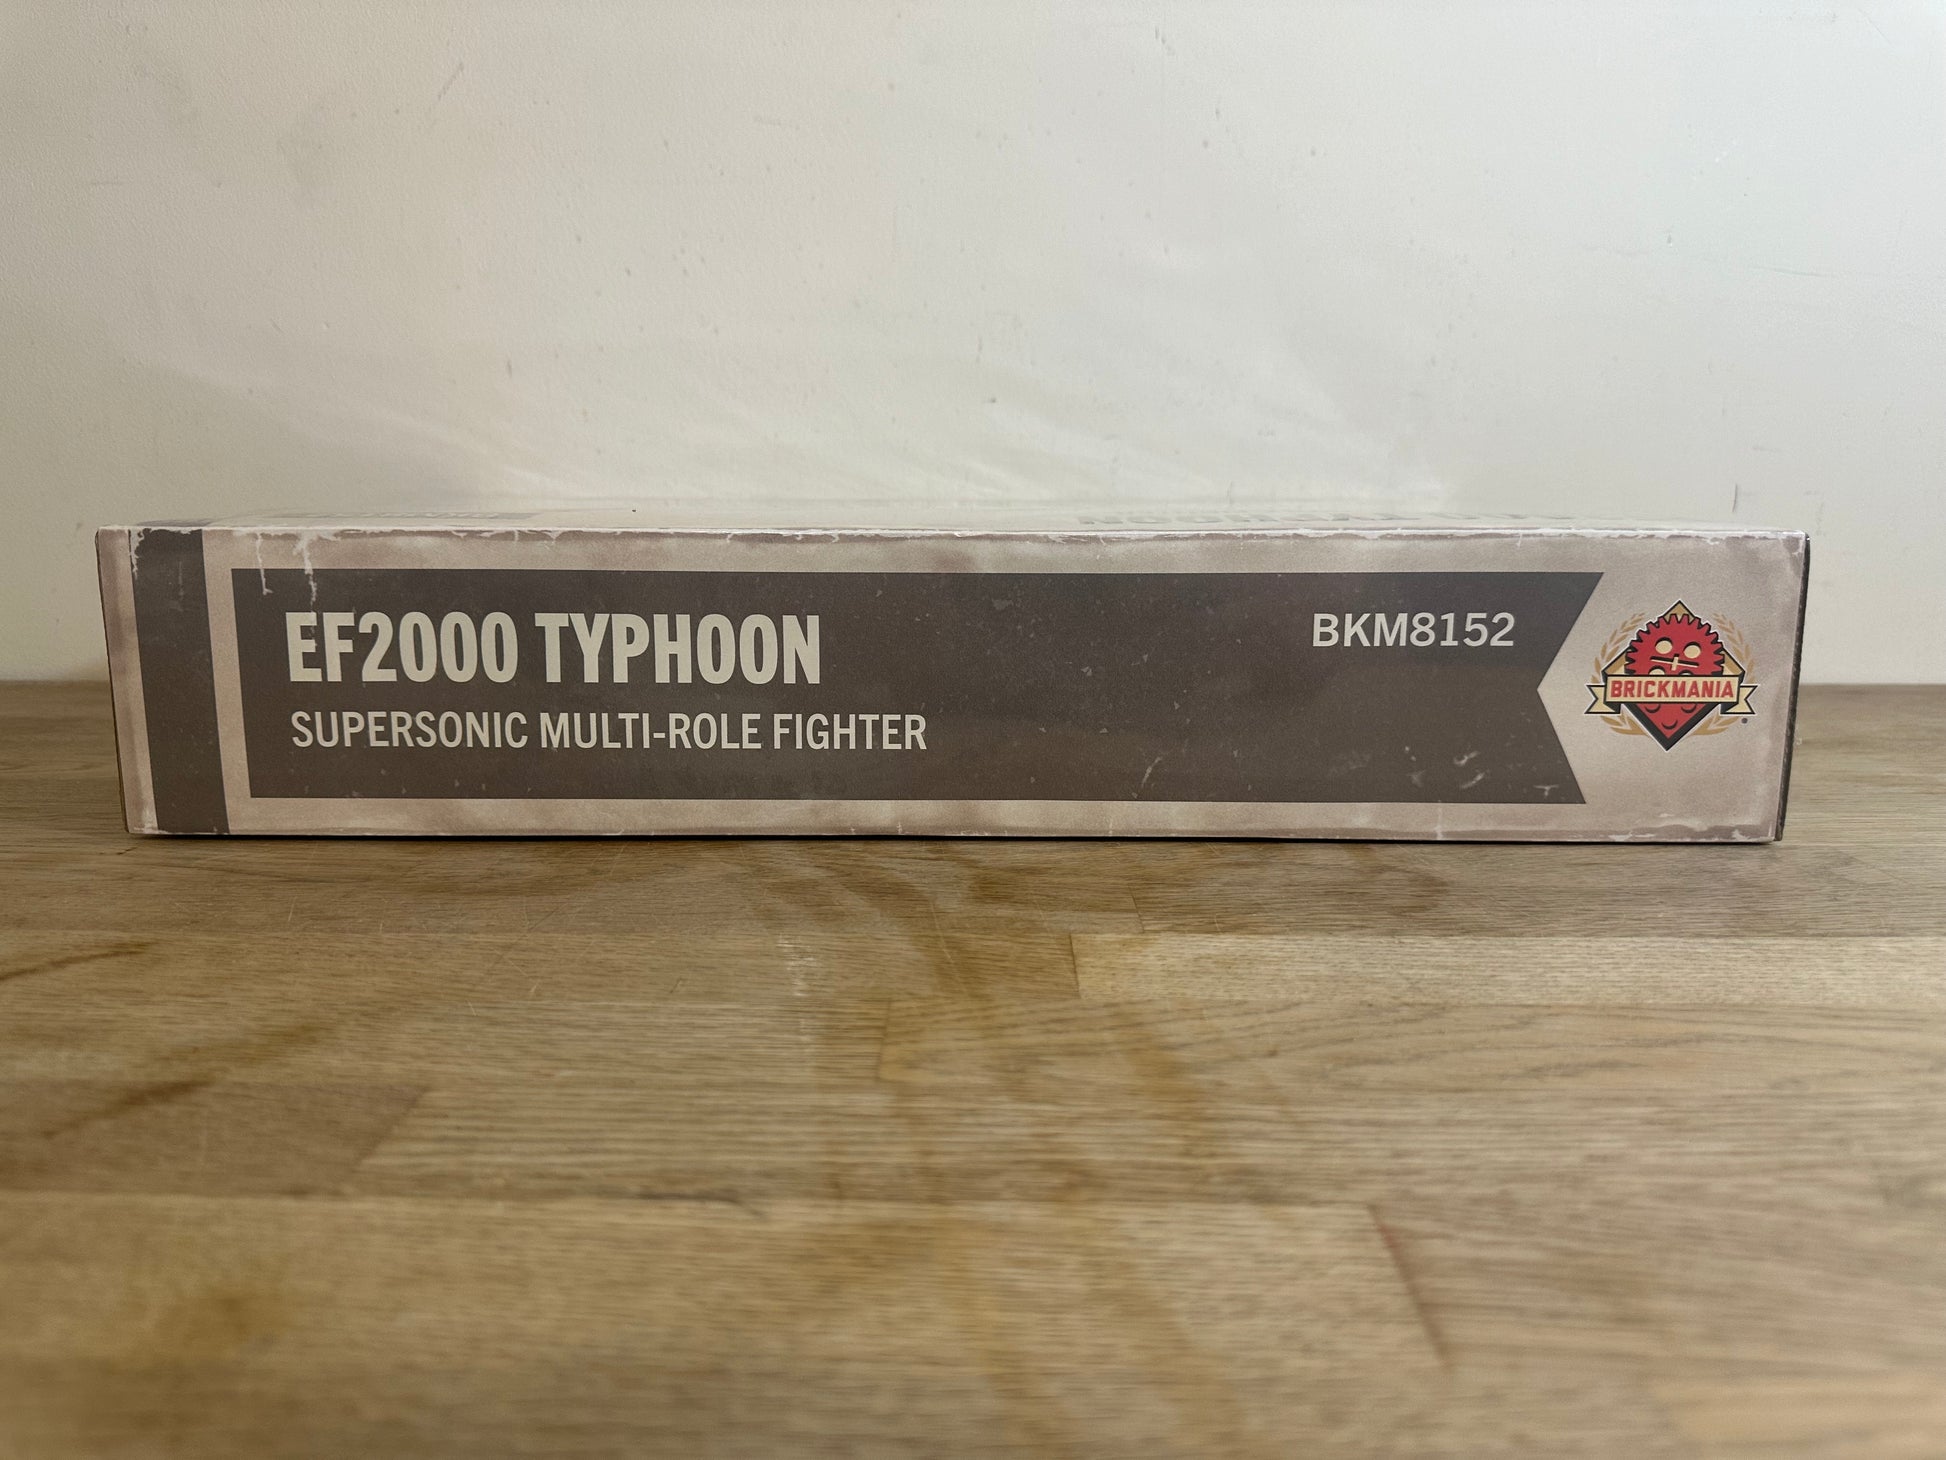 EF2000 TYPHOON
SUPERSONIC MULTI-ROLE FIGHTER
BKM8152
BRICKMANIA